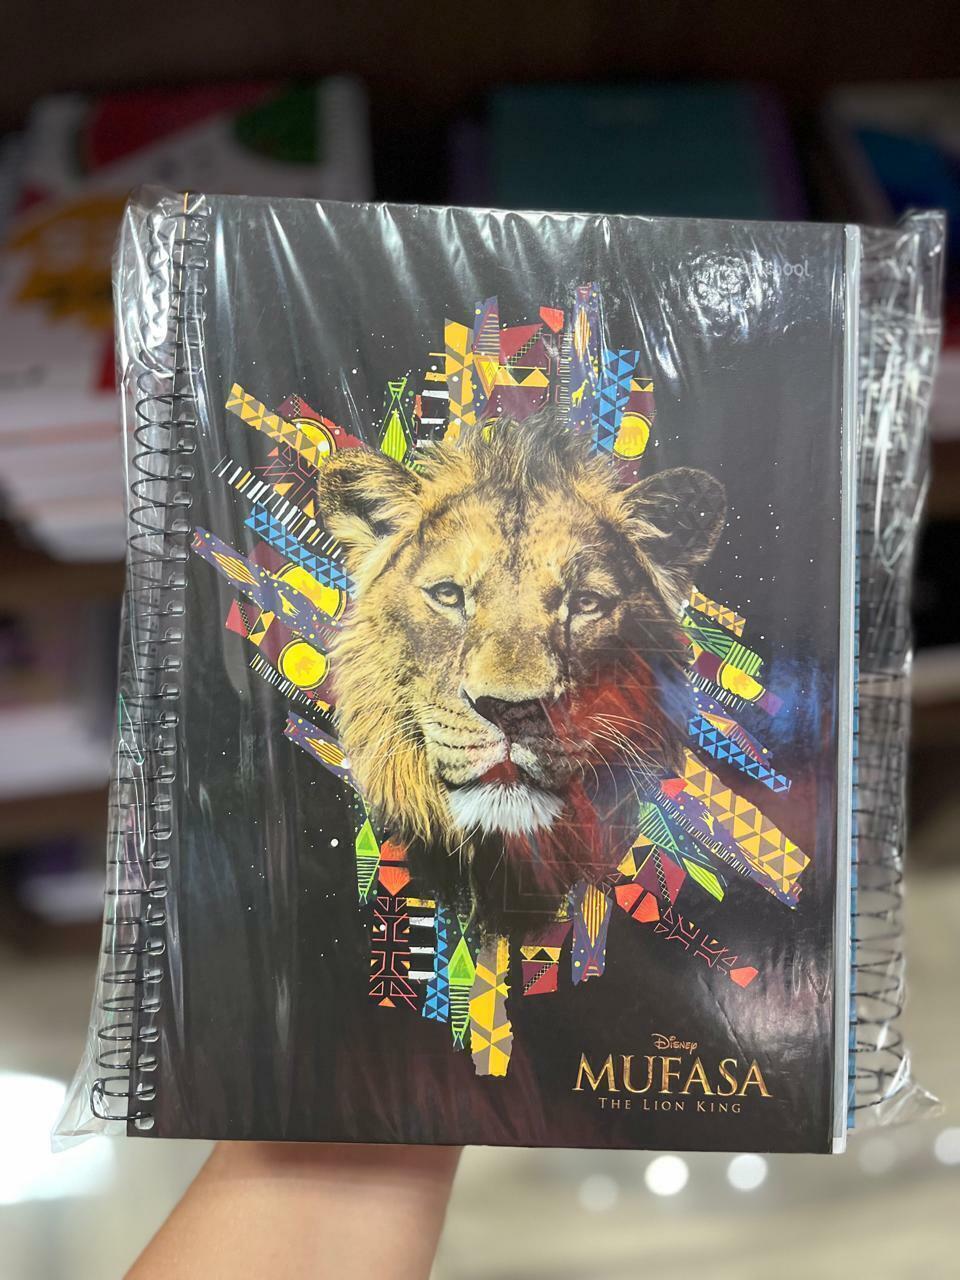 Disney
MUFASA
THE LION KING